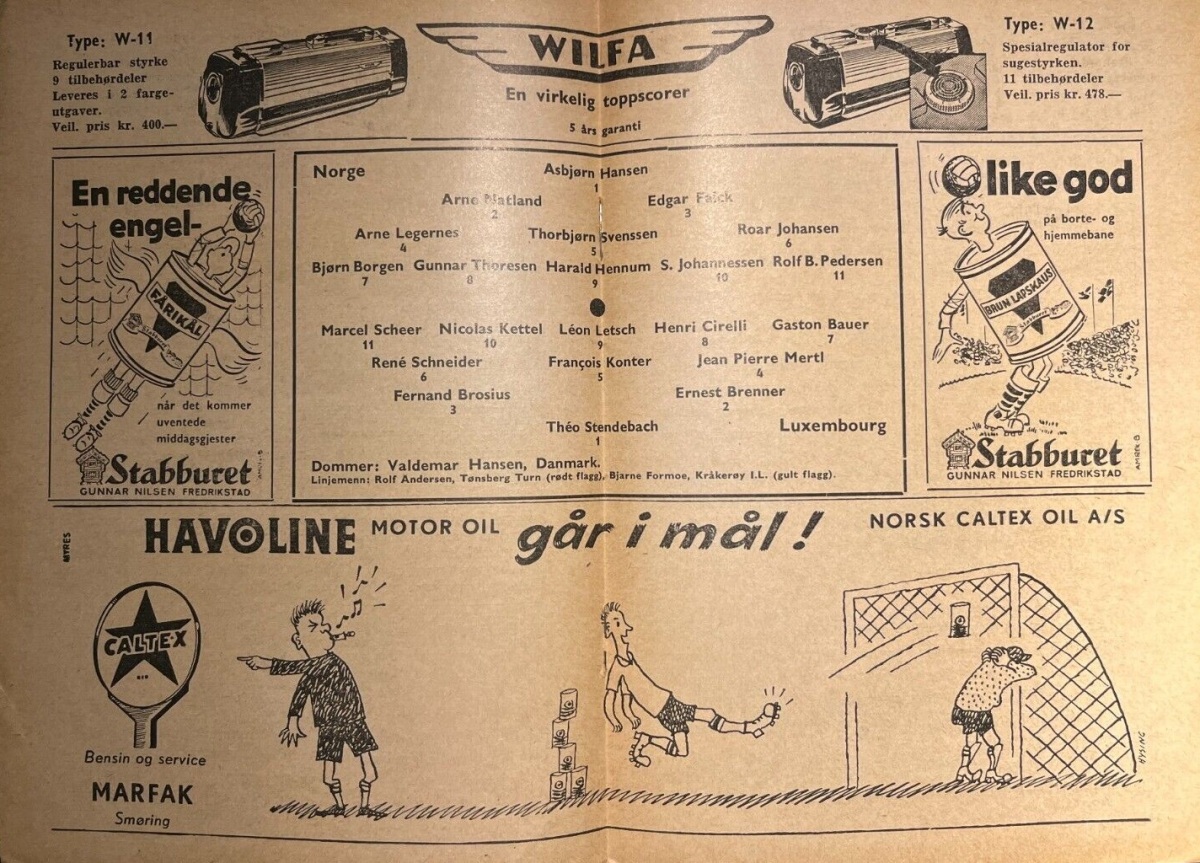 Type: W-11
Regulerbar styrke
9 tilbehørdeler
Leveres i 2 farge-
utgaver.
Veil. pris kr. 400.—
WILFA
En virkelig toppscorer
5 års garanti
Type: W-12
Spesialregulator for
sugestyrken.
11 tilbehørdeler
Veil. pris kr. 478.—
En reddende
engel-
FÅRIKÅL
Stabburet
når det kommer
uventede
middagsgjester
Stabburet
GUNNAR NILSEN FREDRIKSTAD
Norge
Asbjørn Hansen
1
Arne Natland Edgar Falck
2 3
Arne Legernes Thorbjørn Svenssen Roar Johansen
4 5 6
Bjørn Borgen Gunnar Thoresen Harald Hennum S. Johannessen Rolf B. Pedersen
7 8 9 10 11
Marcel Scheer Nicolas Kettel Léon Letsch Henri Cirelli Gaston Bauer
11 10 9 8 7
René Schneider François Konter Jean Pierre Mertl
6 5 4
Fernand Brosius Ernest Brenner
3 2
Théo Stendebach
1
Luxembourg
Dommer: Valdemar Hansen, Danmark.
Linjemenn: Rolf Andersen, Tønsberg Turn (rødt flagg), Bjarne Formoe, Kråkerøy I.L. (gult flagg).
like god
på borte- og
hjemmebane
BRUN LAPSKAUS
Stabburet
AMREK B
Stabburet
GUNNAR NILSEN FREDRIKSTAD
MYRES
HAVOLINE MOTOR OIL går i mål!
NORSK CALTEX OIL A/S
CALTEX
Bensin og service
MARFAK
Smøring
HYSING